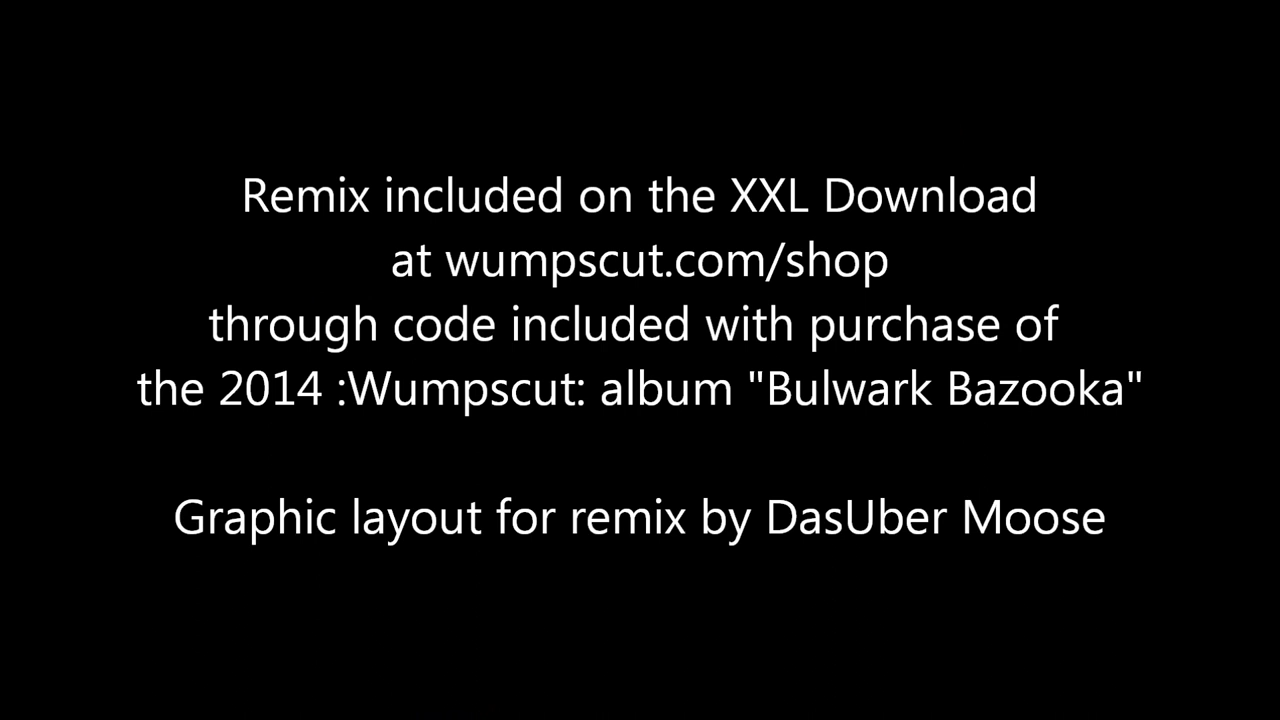 Remix included on the XXL Download
at wumpscut.com/shop
through code included with purchase of
the 2014 :Wumpscut: album "Bulwark Bazooka"
Graphic layout for remix by DasUber Moose